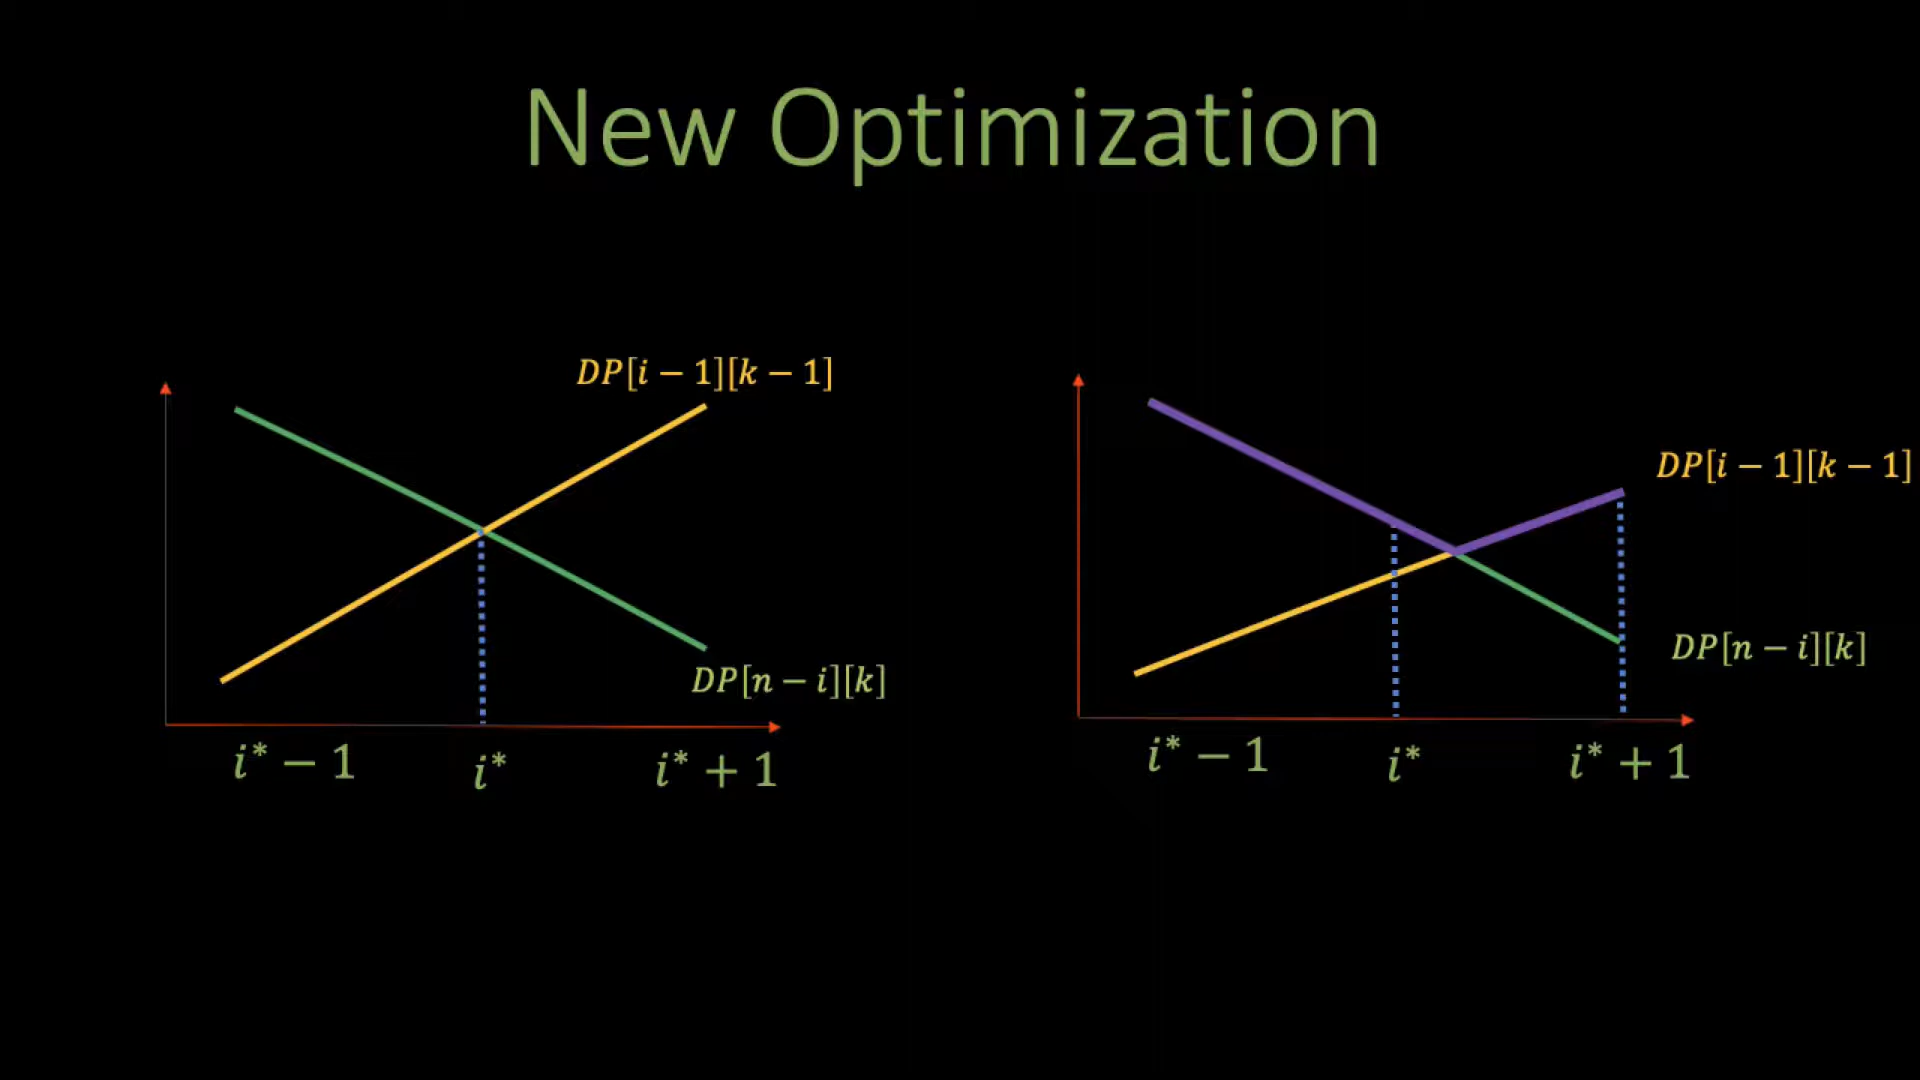 New Optimization
DP[i − 1][k − 1]
DP[n − i][k]
i* − 1
i*
i* + 1
DP[i − 1][k − 1]
DP[n − i][k]
i* − 1
i*
i* + 1